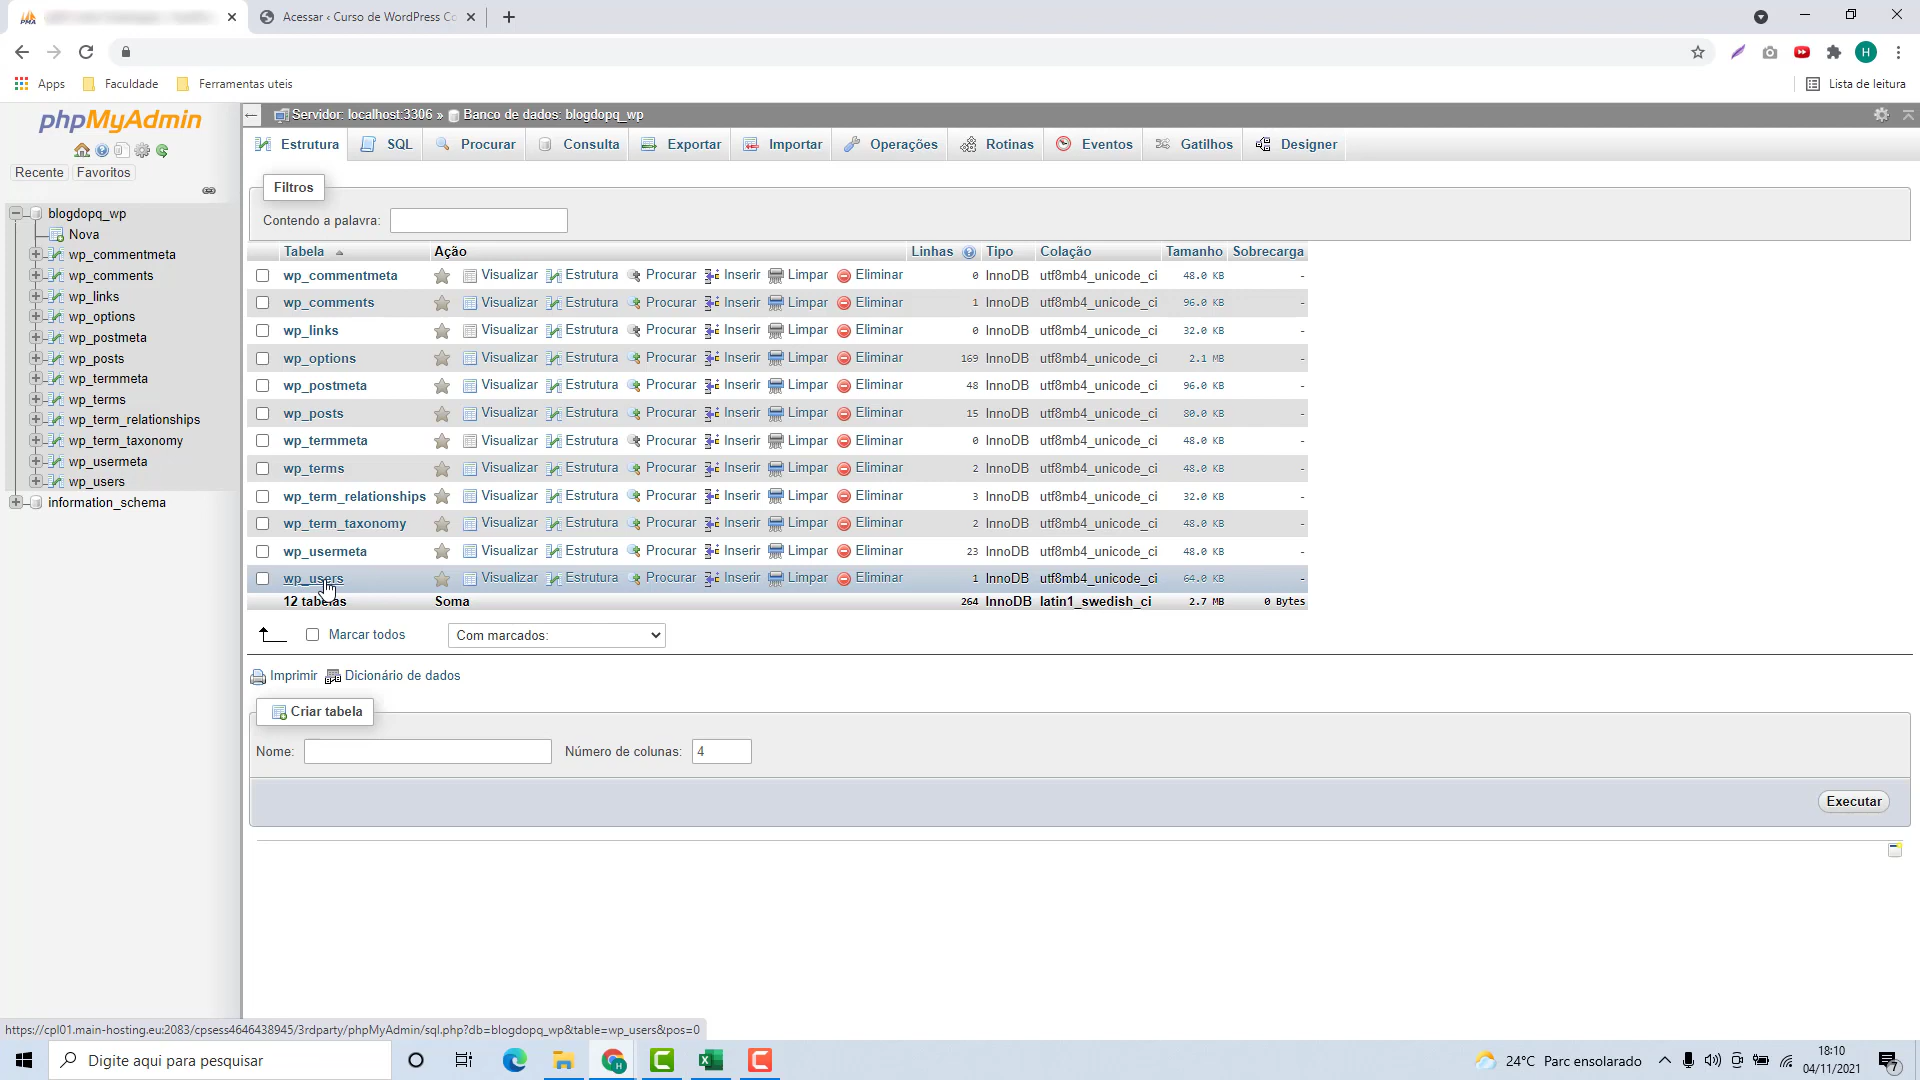 Acessar ‹ Curso de WordPress Co
H
Apps Faculdade Ferramentas uteis Lista de leitura
phpMyAdmin
Recente Favoritos
blogdopq_wp
Nova
wp_commentmeta
wp_comments
wp_links
wp_options
wp_postmeta
wp_posts
wp_termmeta
wp_terms
wp_term_relationships
wp_term_taxonomy
wp_usermeta
wp_users
information_schema
Servidor: localhost:3306 » Banco de dados: blogdopq_wp
Estrutura SQL Procurar Consulta Exportar Importar Operações Rotinas Eventos Gatilhos Designer
Filtros
Contendo a palavra:
Tabela Ação Linhas Tipo Colação Tamanho Sobrecarga
wp_commentmeta Visualizar Estrutura Procurar Inserir Limpar Eliminar 0 InnoDB utf8mb4_unicode_ci 48.0 KB -
wp_comments Visualizar Estrutura Procurar Inserir Limpar Eliminar 1 InnoDB utf8mb4_unicode_ci 96.0 KB -
wp_links Visualizar Estrutura Procurar Inserir Limpar Eliminar 0 InnoDB utf8mb4_unicode_ci 32.0 KB -
wp_options Visualizar Estrutura Procurar Inserir Limpar Eliminar 169 InnoDB utf8mb4_unicode_ci 2.1 MB -
wp_postmeta Visualizar Estrutura Procurar Inserir Limpar Eliminar 48 InnoDB utf8mb4_unicode_ci 96.0 KB -
wp_posts Visualizar Estrutura Procurar Inserir Limpar Eliminar 15 InnoDB utf8mb4_unicode_ci 80.0 KB -
wp_termmeta Visualizar Estrutura Procurar Inserir Limpar Eliminar 0 InnoDB utf8mb4_unicode_ci 48.0 KB -
wp_terms Visualizar Estrutura Procurar Inserir Limpar Eliminar 2 InnoDB utf8mb4_unicode_ci 48.0 KB -
wp_term_relationships Visualizar Estrutura Procurar Inserir Limpar Eliminar 3 InnoDB utf8mb4_unicode_ci 32.0 KB -
wp_term_taxonomy Visualizar Estrutura Procurar Inserir Limpar Eliminar 2 InnoDB utf8mb4_unicode_ci 48.0 KB -
wp_usermeta Visualizar Estrutura Procurar Inserir Limpar Eliminar 23 InnoDB utf8mb4_unicode_ci 48.0 KB -
wp_users Visualizar Estrutura Procurar Inserir Limpar Eliminar 1 InnoDB utf8mb4_unicode_ci 64.0 KB -
12 tabelas Soma 264 InnoDB latin1_swedish_ci 2.7 MB 0 Bytes
Marcar todos Com marcados:
Imprimir Dicionário de dados
Criar tabela
Nome: Número de colunas: 4
Executar
https://cpl01.main-hosting.eu:2083/cpsess4646438945/3rdparty/phpMyAdmin/sql.php?db=blogdopq_wp&table=wp_users&pos=0
Digite aqui para pesquisar
24°C Parc ensolarado
18:10
04/11/2021
7